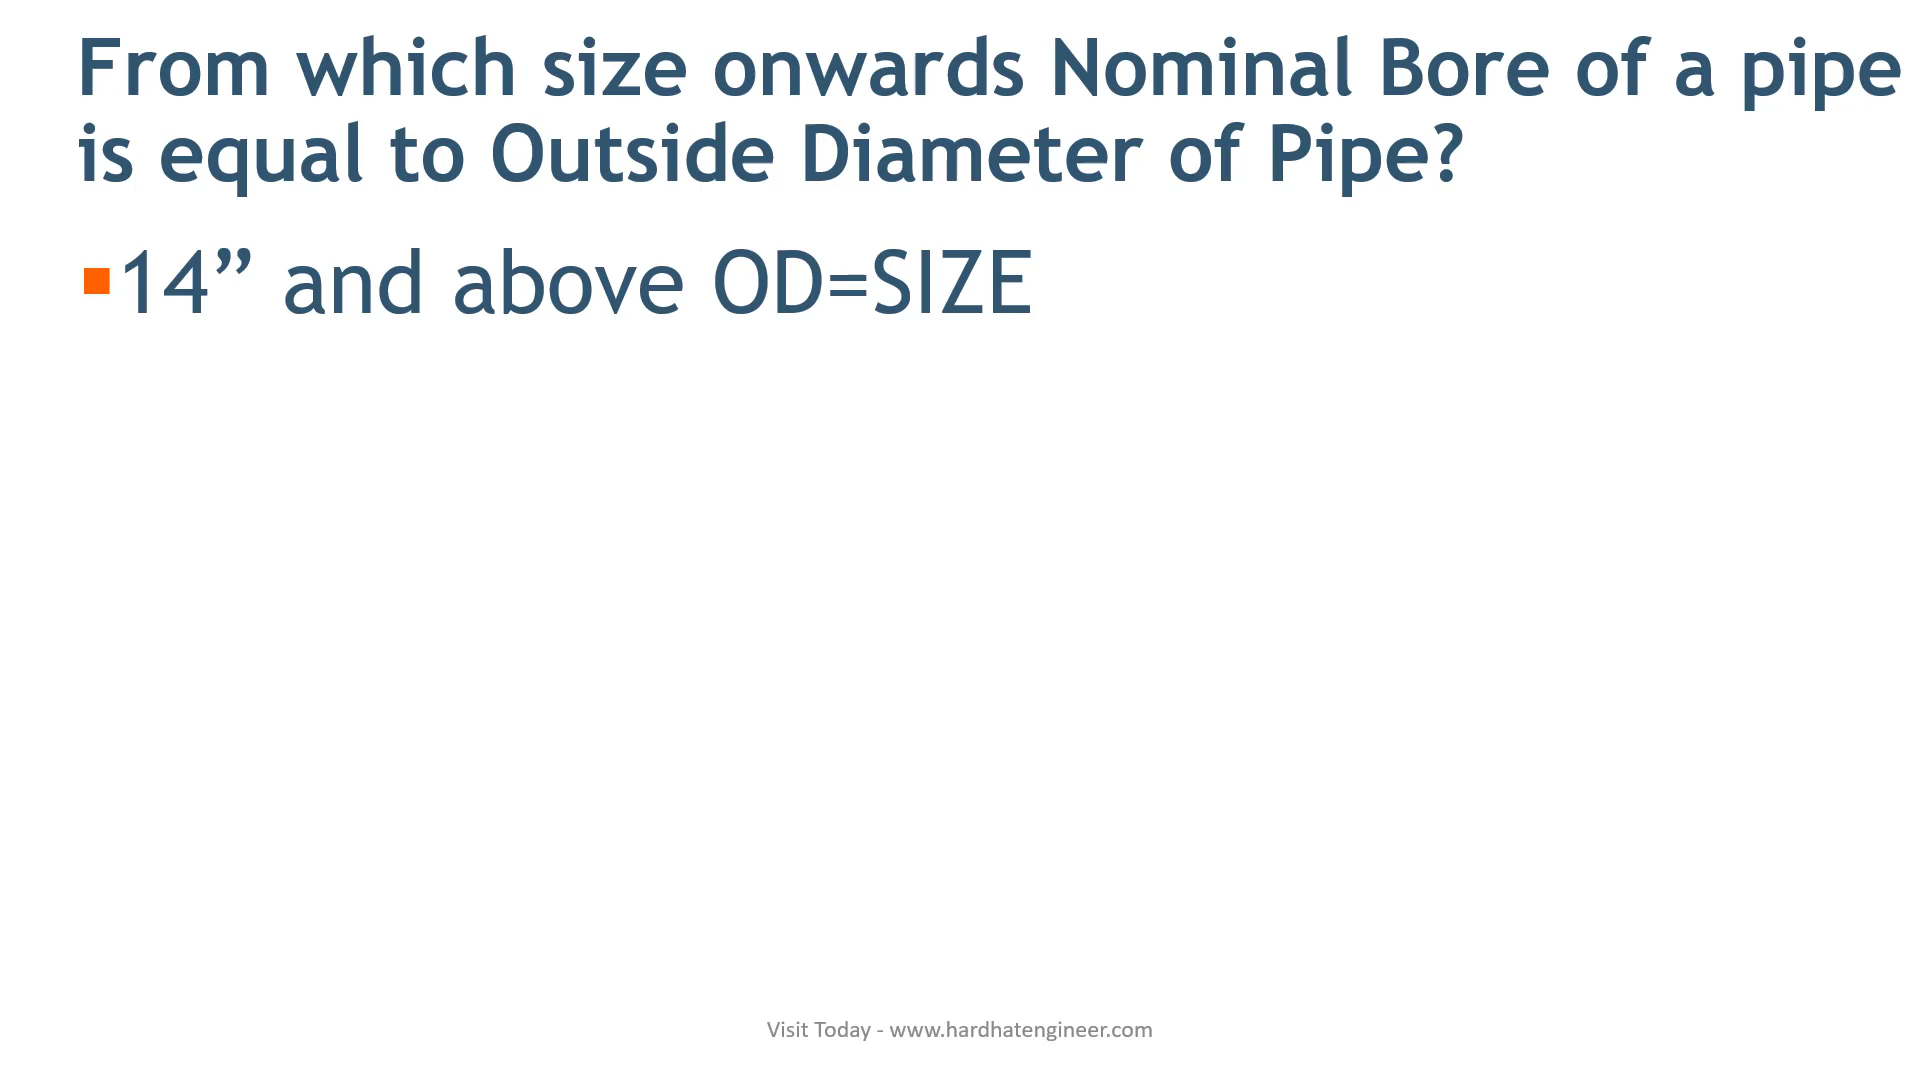 From which size onwards Nominal Bore of a pipe
is equal to Outside Diameter of Pipe?
▪14” and above OD=SIZE
Visit Today - www.hardhatengineer.com